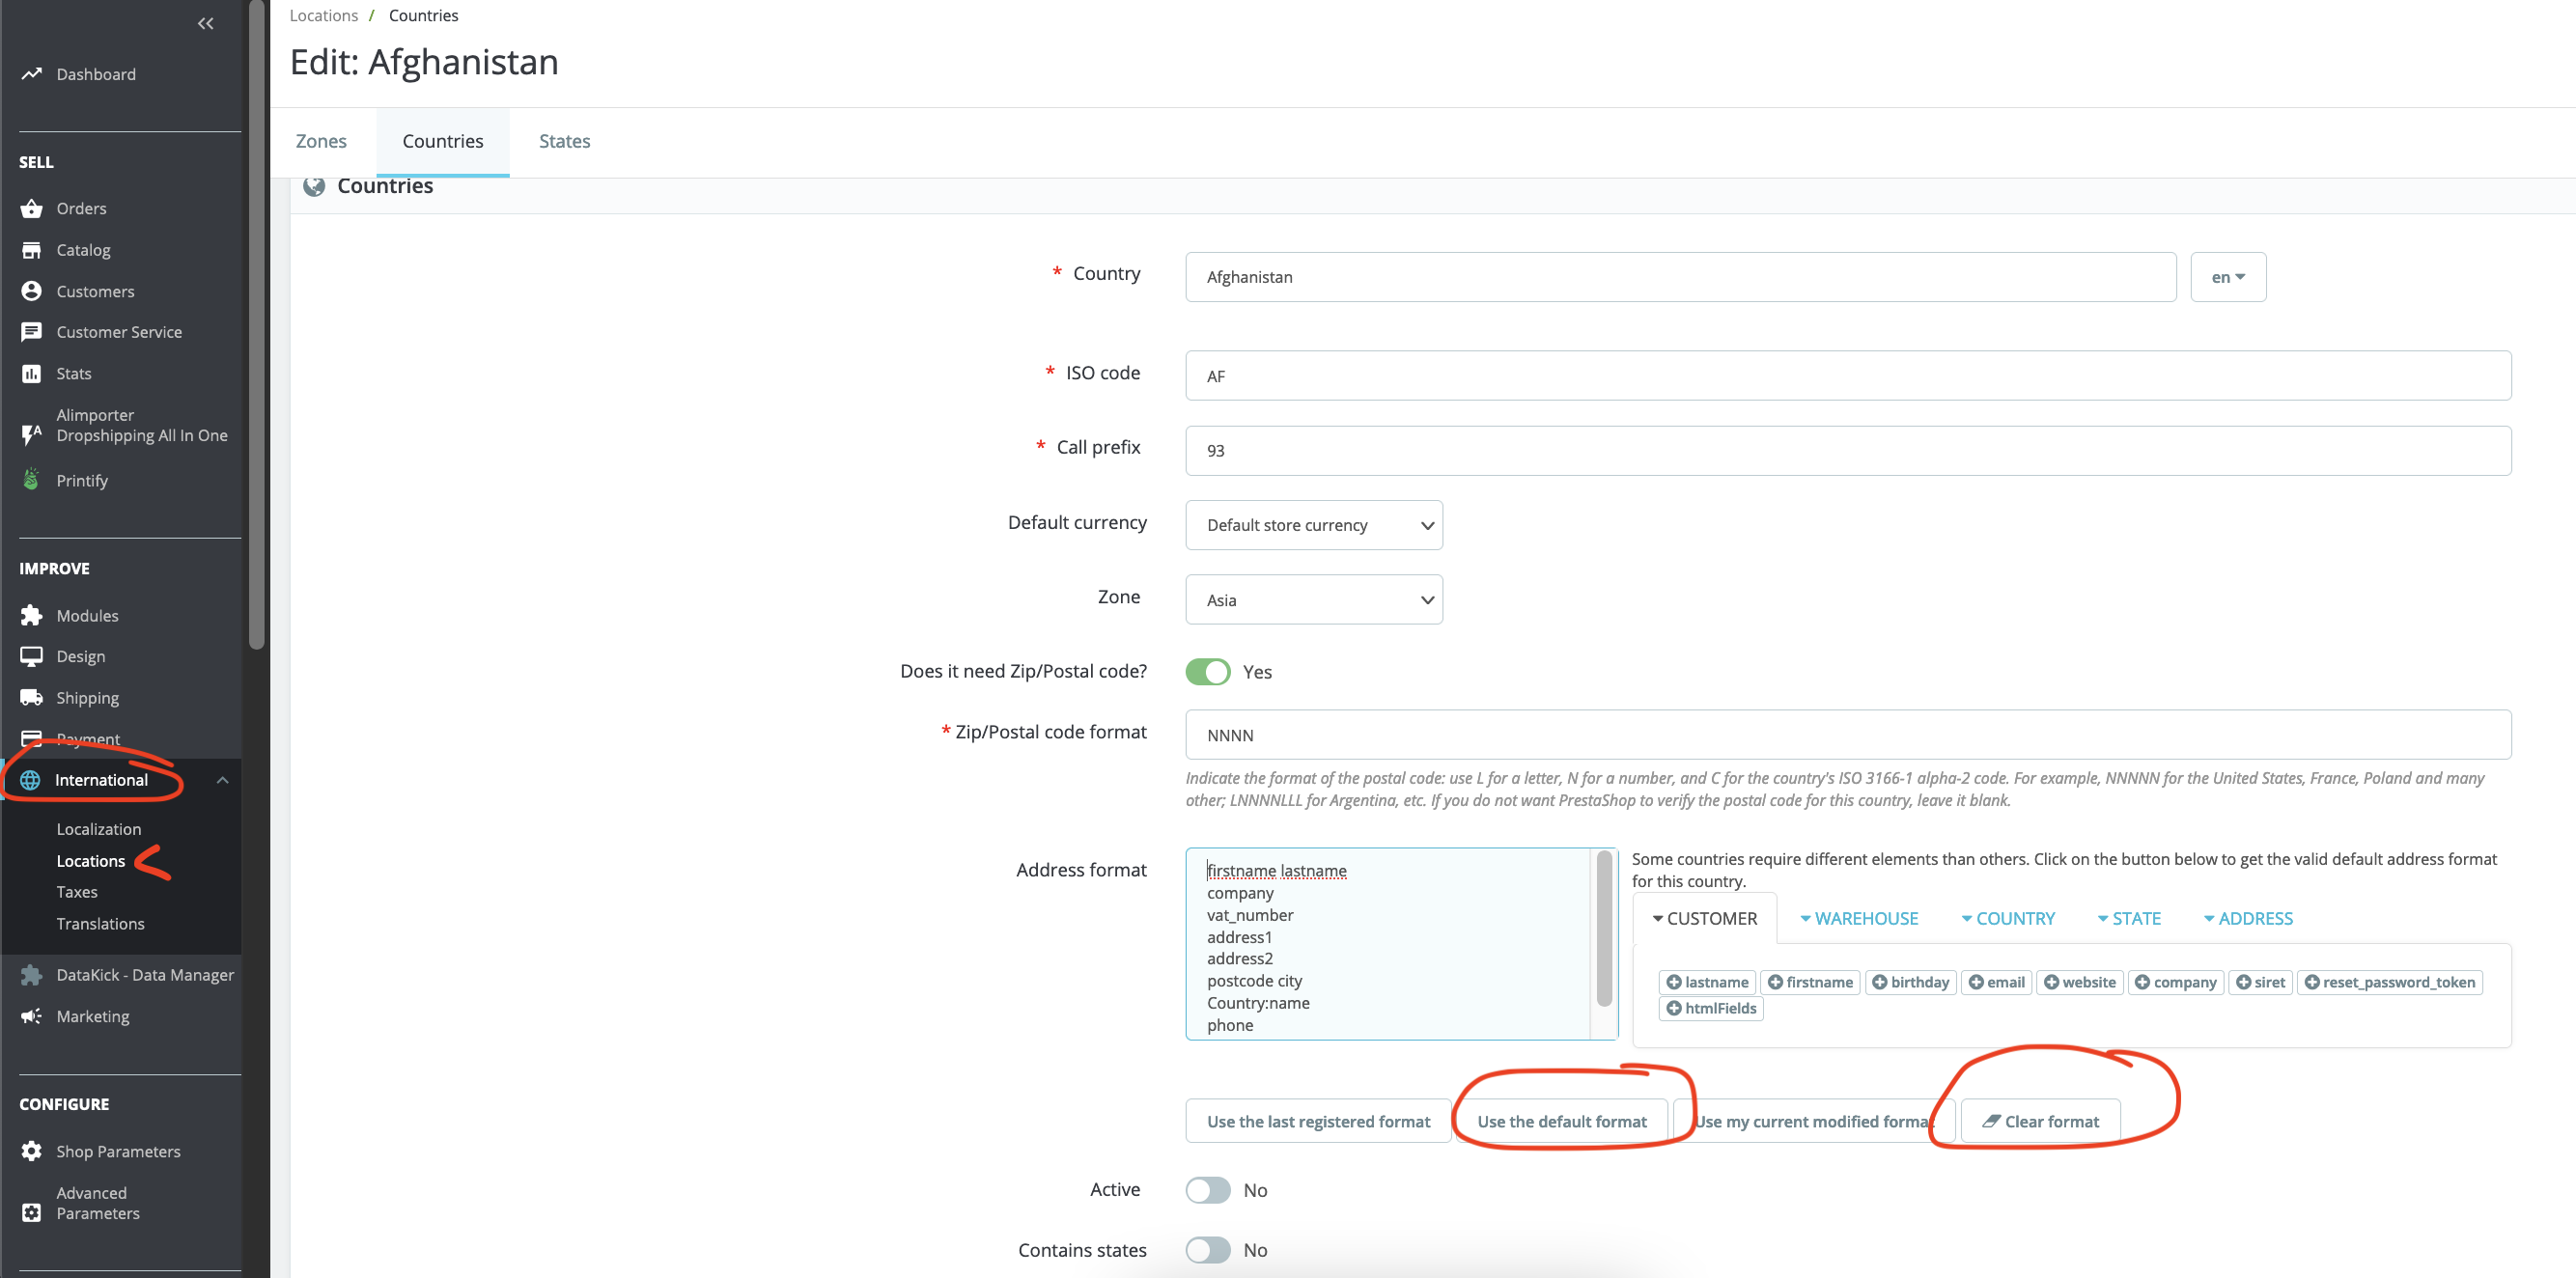 Dashboard
SELL
Orders
Catalog
Customers
Customer Service
Stats
Alimporter
Dropshipping All In One
Printify
IMPROVE
Modules
Design
Shipping
Payment
International
Localization
Locations
Taxes
Translations
DataKick - Data Manager
Marketing
CONFIGURE
Shop Parameters
Advanced
Parameters
Locations / Countries
Edit: Afghanistan
Zones Countries States
Countries
* Country Afghanistan en
* ISO code AF
* Call prefix 93
Default currency Default store currency
Zone Asia
Does it need Zip/Postal code? Yes
* Zip/Postal code format NNNN
Indicate the format of the postal code: use L for a letter, N for a number, and C for the country's ISO 3166-1 alpha-2 code. For example, NNNNN for the United States, France, Poland and many
other; LNNNNLLL for Argentina, etc. If you do not want PrestaShop to verify the postal code for this country, leave it blank.
Address format
firstname lastname
company
vat_number
address1
address2
postcode city
Country:name
phone
Some countries require different elements than others. Click on the button below to get the valid default address format
for this country.
CUSTOMER WAREHOUSE COUNTRY STATE ADDRESS
lastname firstname birthday email website company siret reset_password_token
htmlFields
Use the last registered format Use the default format Use my current modified format Clear format
Active No
Contains states No